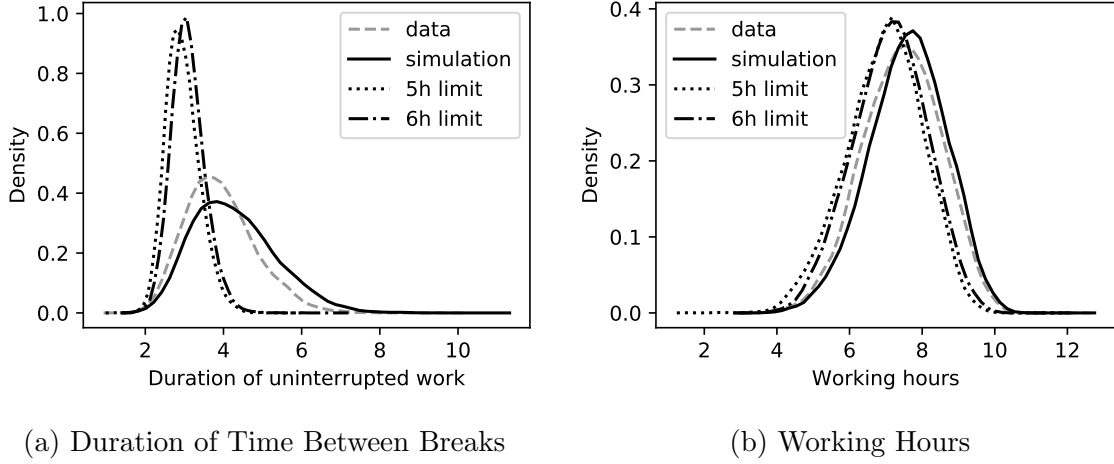 1.0
0.8
0.6
0.4
0.2
0.0
Density
data
simulation
5h limit
6h limit
2 4 6 8 10
Duration of uninterrupted work
(a) Duration of Time Between Breaks
0.4
0.3
0.2
0.1
0.0
Density
data
simulation
5h limit
6h limit
2 4 6 8 10 12
Working hours
(b) Working Hours